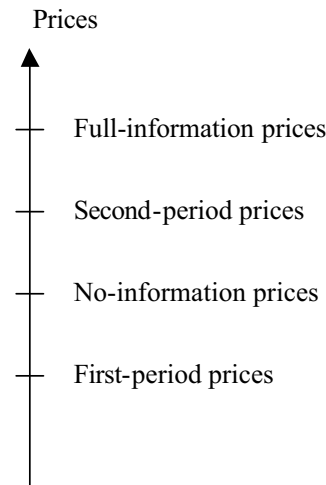 Prices
Full-information prices
Second-period prices
No-information prices
First-period prices